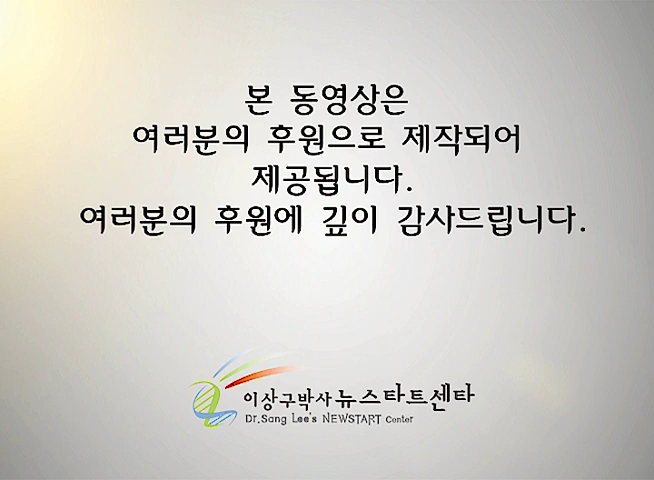 본 동영상은
여러분의 후원으로 제작되어
제공됩니다.
여러분의 후원에 깊이 감사드립니다.
이상구박사 뉴스타트센타
Dr.Sang Lee's NEWSTART Center